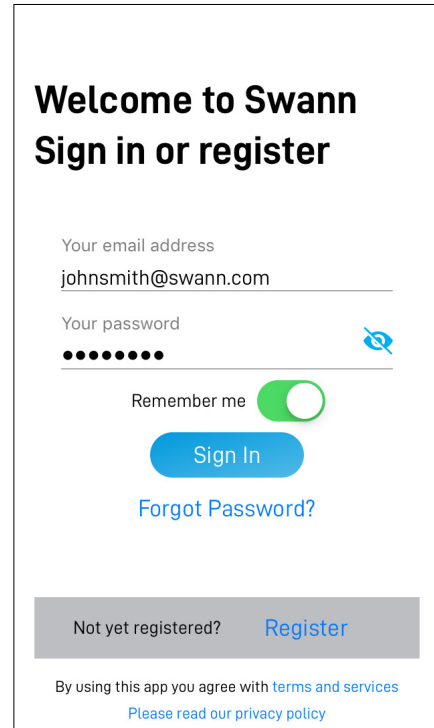 Welcome to Swann
Sign in or register
Your email address
johnsmith@swann.com
Your password
●●●●●●●●
Remember me
Sign In
Forgot Password?
Not yet registered? Register
By using this app you agree with terms and services
Please read our privacy policy